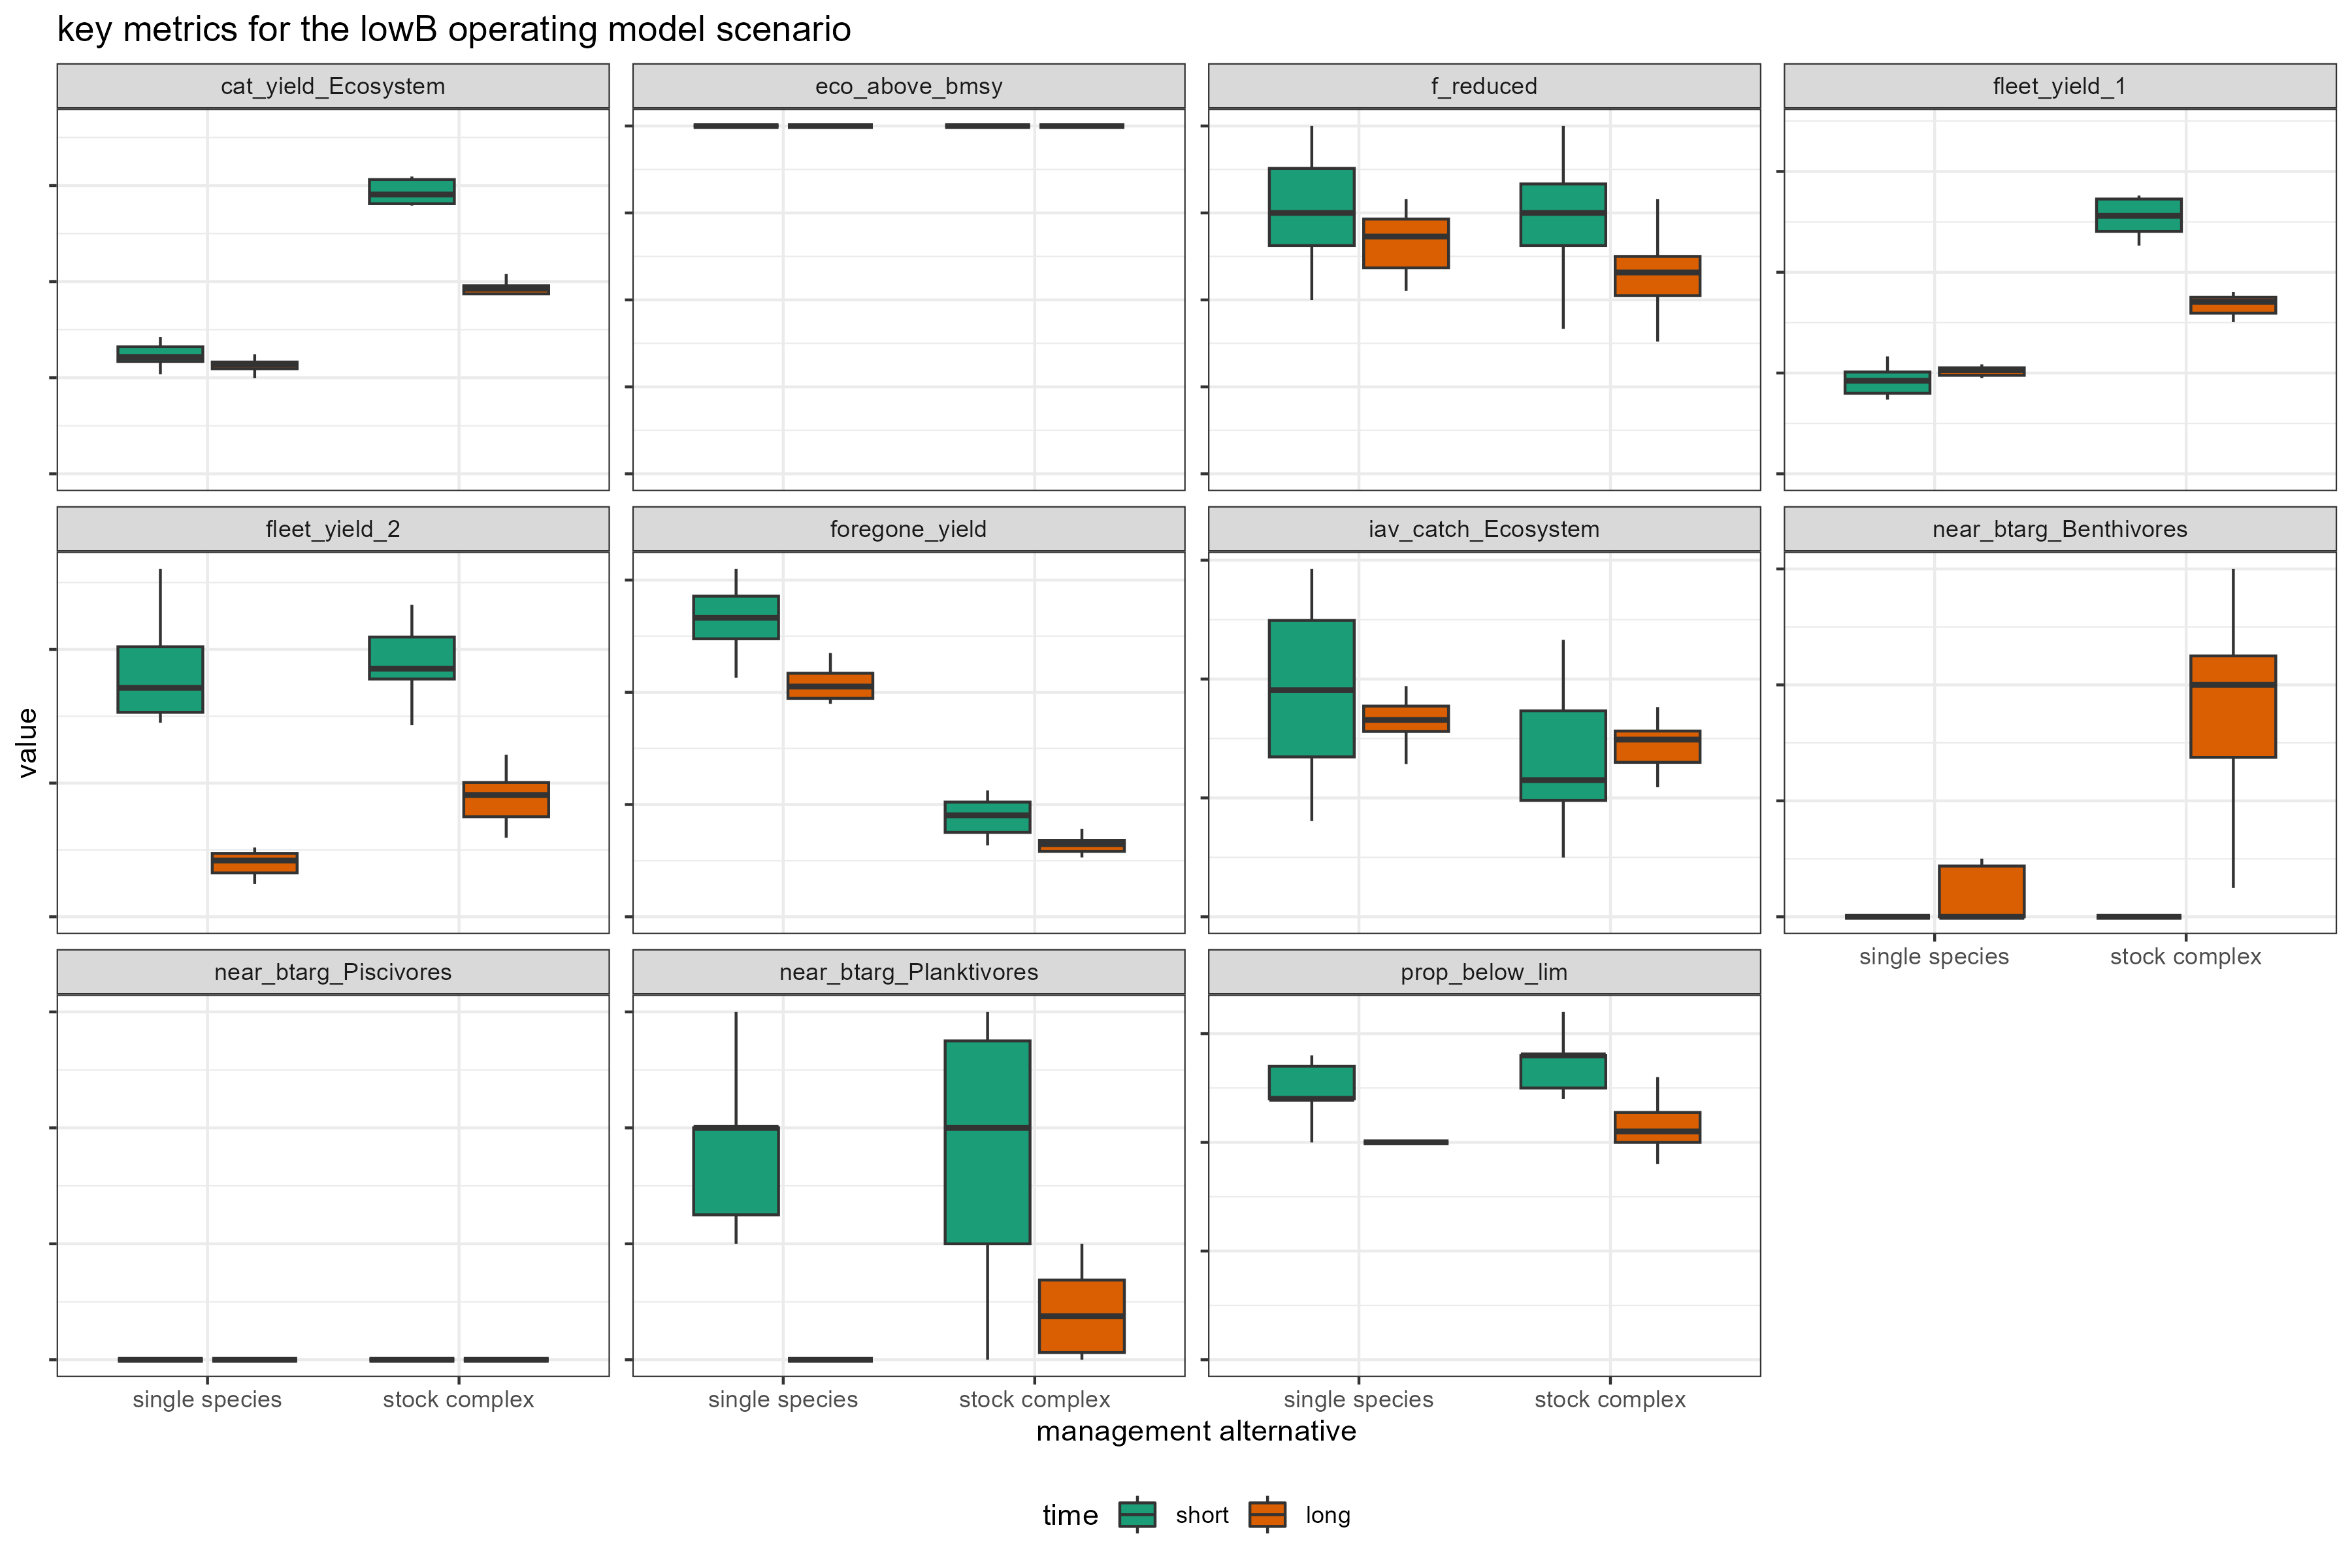 key metrics for the lowB operating model scenario
cat_yield_Ecosystem
eco_above_bmsy
f_reduced
fleet_yield_1
fleet_yield_2
foregone_yield
iav_catch_Ecosystem
near_btarg_Benthivores
value
single species
stock complex
near_btarg_Piscivores
near_btarg_Planktivores
prop_below_lim
single species
stock complex
single species
stock complex
single species
stock complex
management alternative
time
short
long